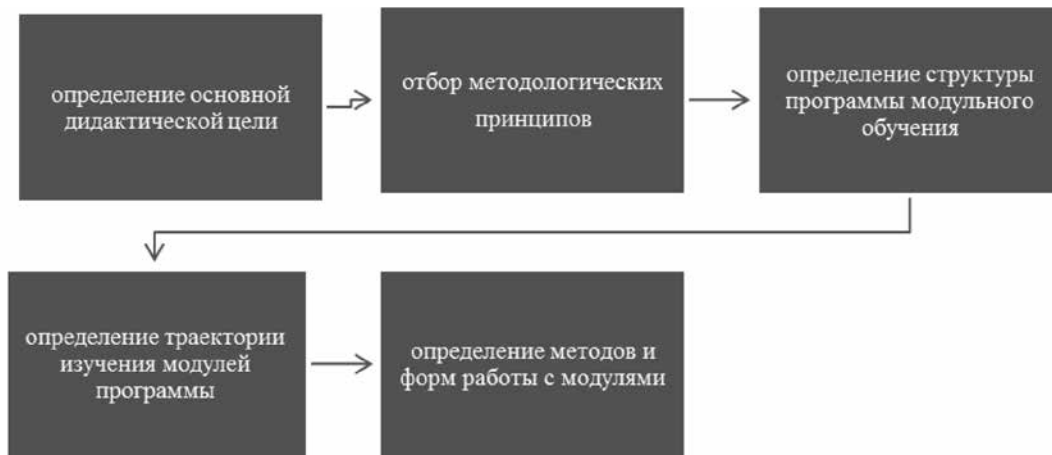 определение основной
дидактической цели
отбор методологических
принципов
определение структуры
программы модульного
обучения
определение траектории
изучения модулей
программы
определение методов и
форм работы с модулями